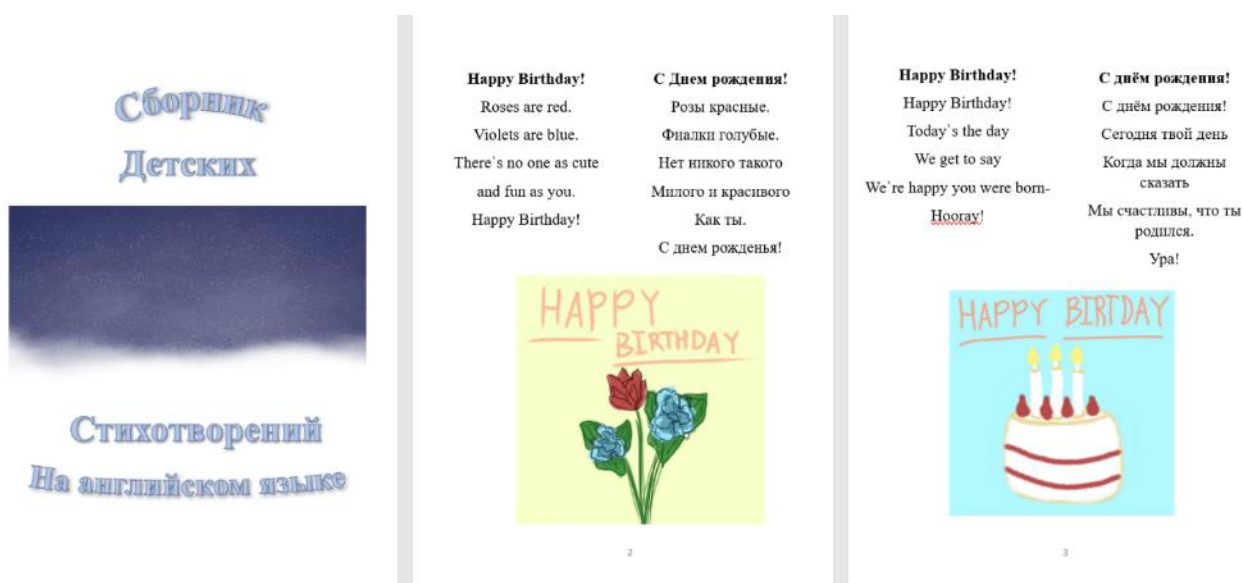 Сборник
Детских
Стихотворений
На английском языке
Happy Birthday!
Roses are red.
Violets are blue.
There`s no one as cute
and fun as you.
Happy Birthday!
С Днем рождения!
Розы красные.
Фиалки голубые.
Нет никого такого
Милого и красивого
Как ты.
С днем рожденья!
HAPPY
BIRTHDAY
2
Happy Birthday!
Happy Birthday!
Today`s the day
We get to say
We`re happy you were born-
Hooray!
С днём рождения!
С днём рождения!
Сегодня твой день
Когда мы должны
сказать
Мы счастливы, что ты
родился.
Ура!
HAPPY BIRTDAY
3